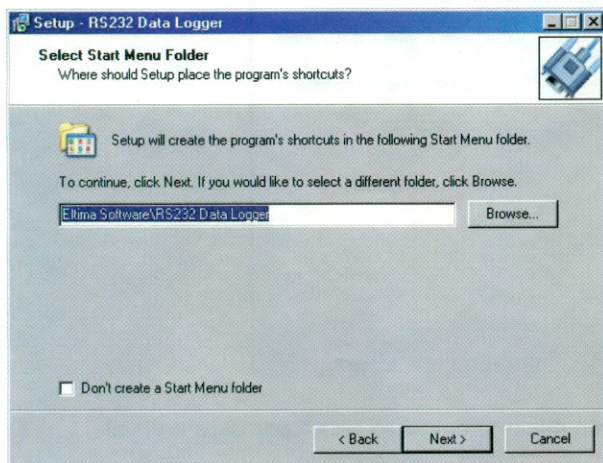 Setup - RS232 Data Logger
Select Start Menu Folder
Where should Setup place the program's shortcuts?
Setup will create the program's shortcuts in the following Start Menu folder.
To continue, click Next. If you would like to select a different folder, click Browse.
Eltima Software\RS232 Data Logger
Browse...
Don't create a Start Menu folder
< Back
Next >
Cancel